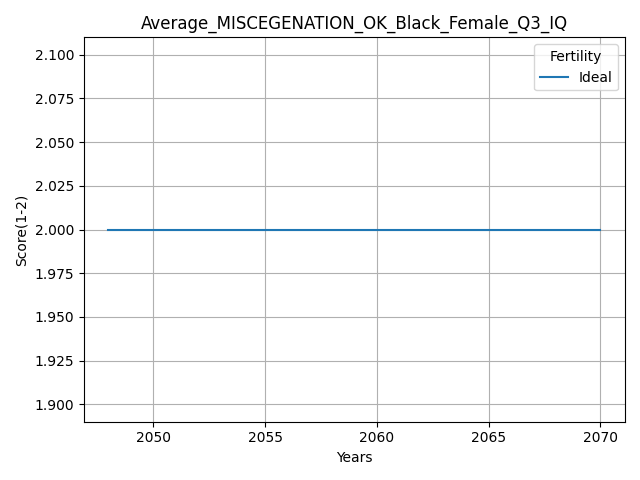 Average_MISCEGENATION_OK_Black_Female_Q3_IQ
Fertility
Ideal
2.100
2.075
2.050
2.025
2.000
1.975
1.950
1.925
1.900
Score(1-2)
2050 2055 2060 2065 2070
Years